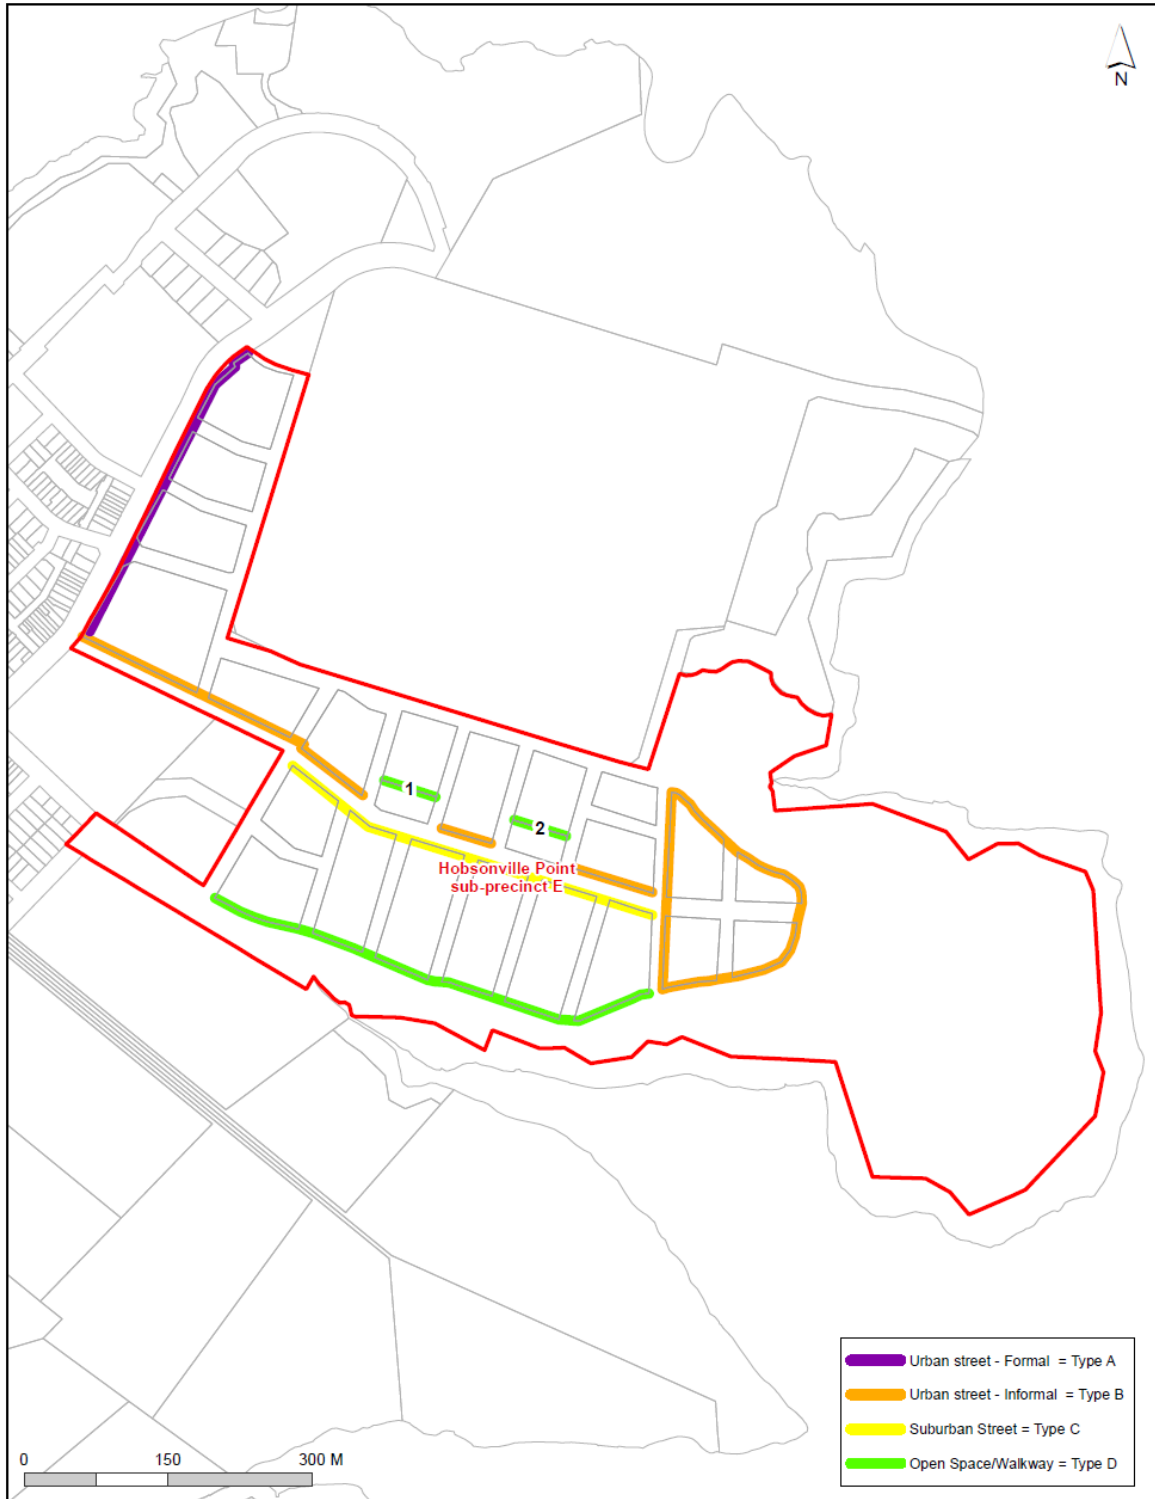 N
1
2
Hobsonville Point
sub-precinct E
Urban street - Formal = Type A
Urban street - Informal = Type B
Suburban Street = Type C
Open Space/Walkway = Type D
0 150 300 M